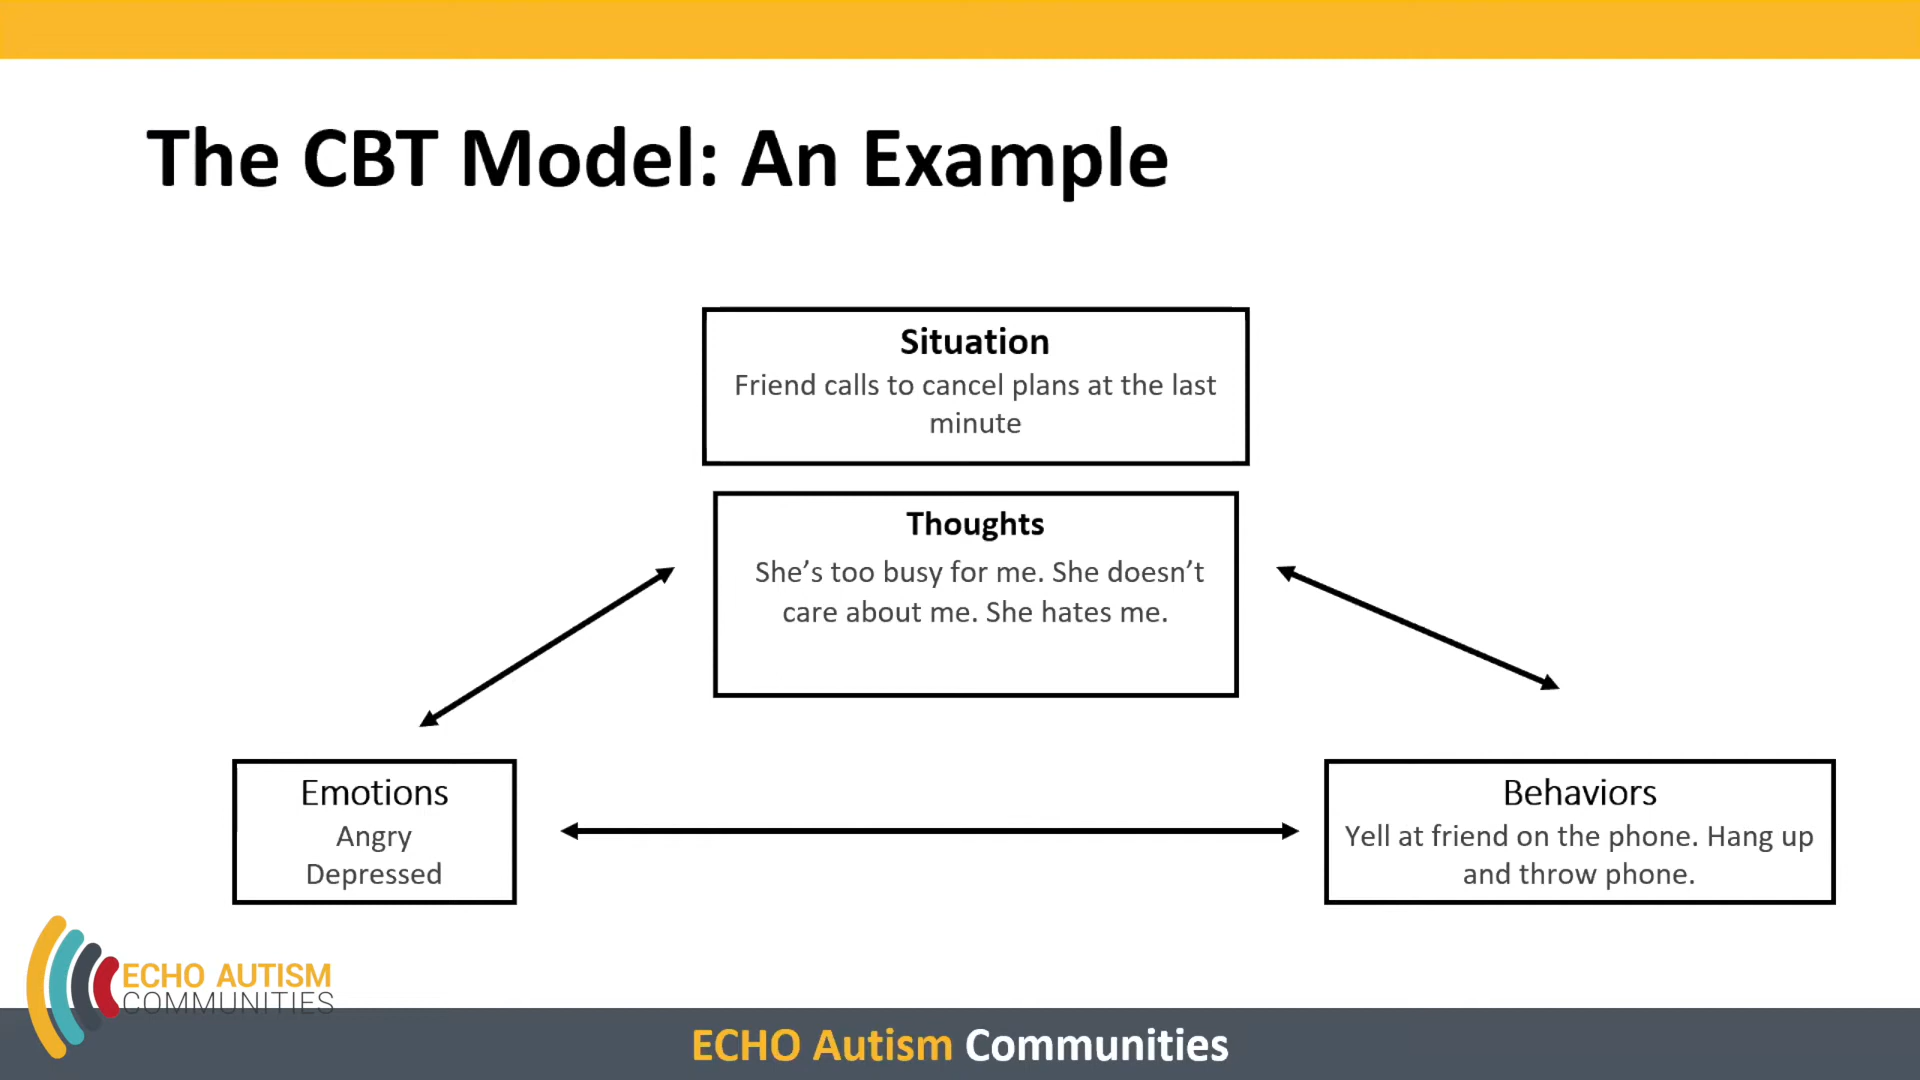 The CBT Model: An Example
Situation
Friend calls to cancel plans at the last
minute
Thoughts
She’s too busy for me. She doesn’t
care about me. She hates me.
Emotions
Angry
Depressed
Behaviors
Yell at friend on the phone. Hang up
and throw phone.
ECHO AUTISM
COMMUNITIES
ECHO Autism Communities